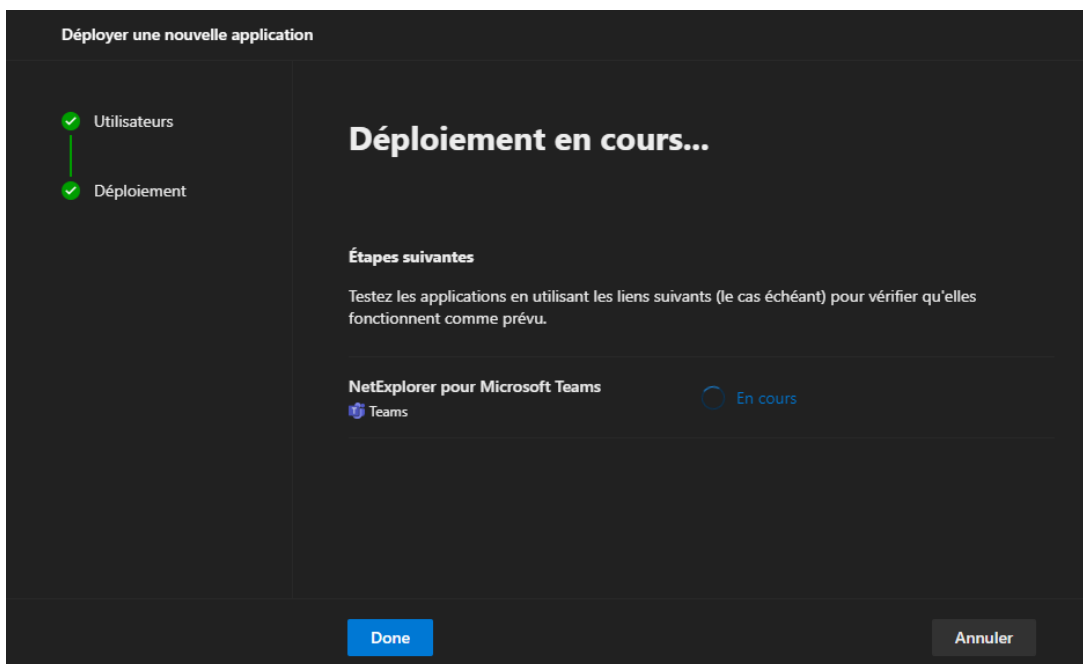 Déployer une nouvelle application
Utilisateurs
Déploiement
Déploiement en cours...
Étapes suivantes
Testez les applications en utilisant les liens suivants (le cas échéant) pour vérifier qu'elles
fonctionnent comme prévu.
NetExplorer pour Microsoft Teams
Teams
En cours
Done
Annuler